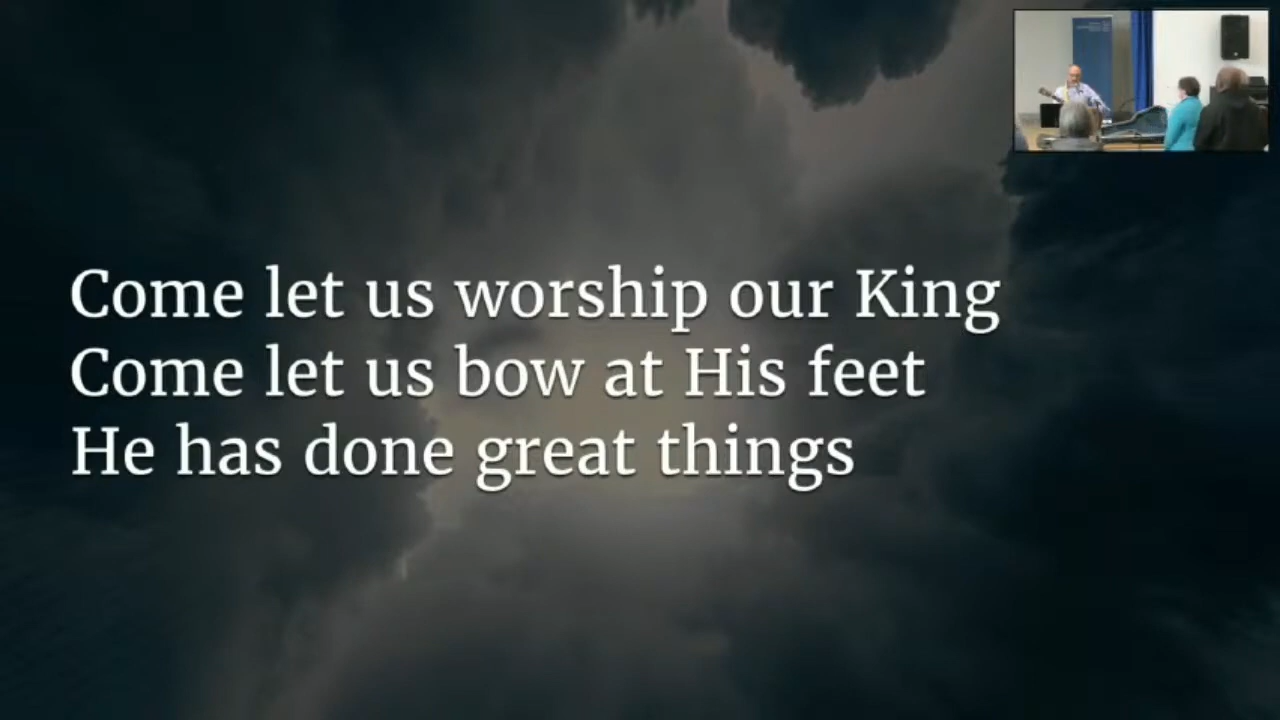 Come let us worship our King
Come let us bow at His feet
He has done great things